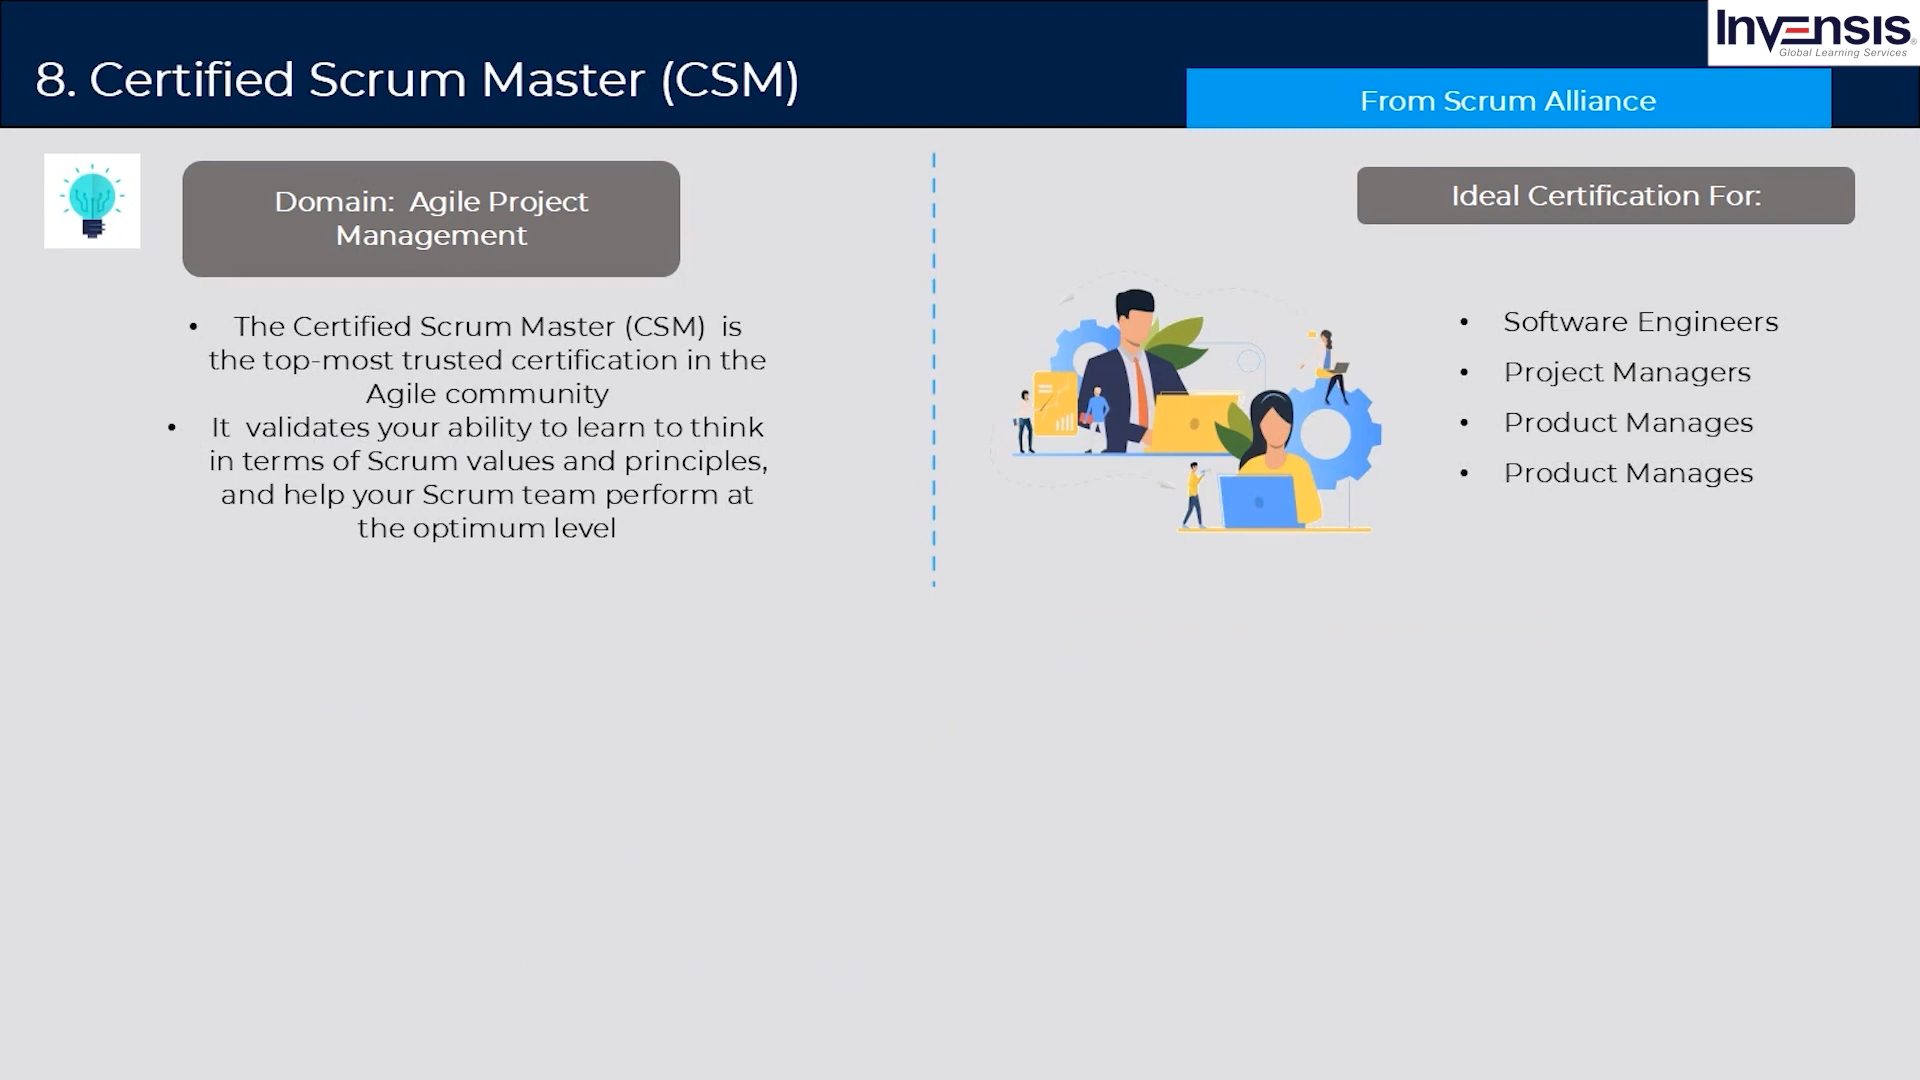 Invensis
Global Learning Services
8. Certified Scrum Master (CSM)
From Scrum Alliance
Domain:  Agile Project
Management
• The Certified Scrum Master (CSM)  is
the top-most trusted certification in the
Agile community
• It  validates your ability to learn to think
in terms of Scrum values and principles,
and help your Scrum team perform at
the optimum level
Ideal Certification For:
• Software Engineers
• Project Managers
• Product Manages
• Product Manages